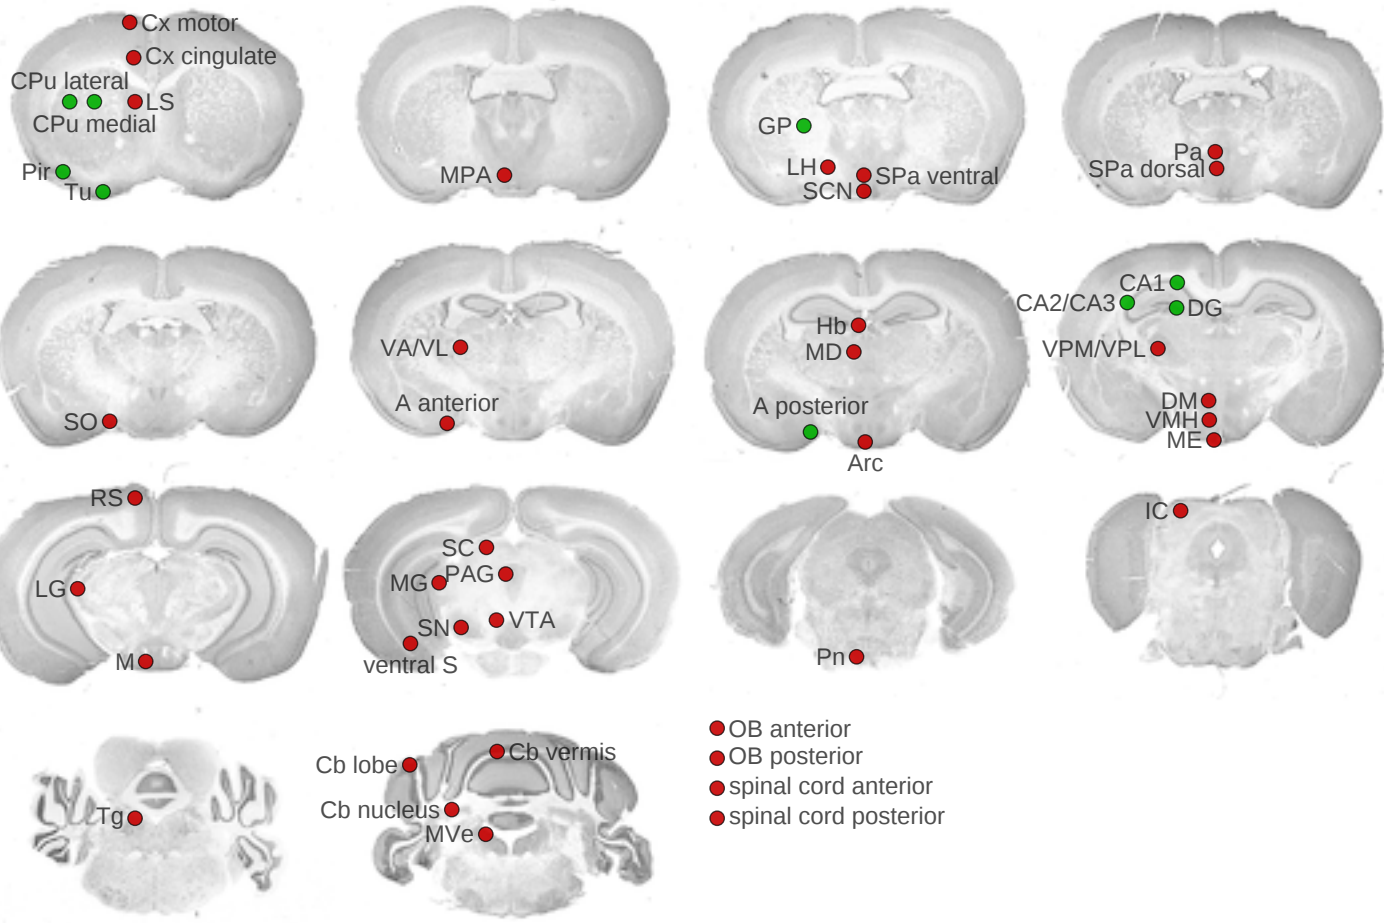 Cx motor
Cx cingulate
CPu lateral
LS
CPu medial
Pir
Tu
MPA
GP
LH
SPa ventral
SCN
Pa
SPa dorsal
SO
VA/VL
A anterior
Hb
MD
A posterior
Arc
CA1
CA2/CA3
DG
VPM/VPL
DM
VMH
ME
RS
LG
M
SC
MG
PAG
SN
VTA
ventral S
Pn
IC
Tg
Cb lobe
Cb vermis
Cb nucleus
MVe
OB anterior
OB posterior
spinal cord anterior
spinal cord posterior